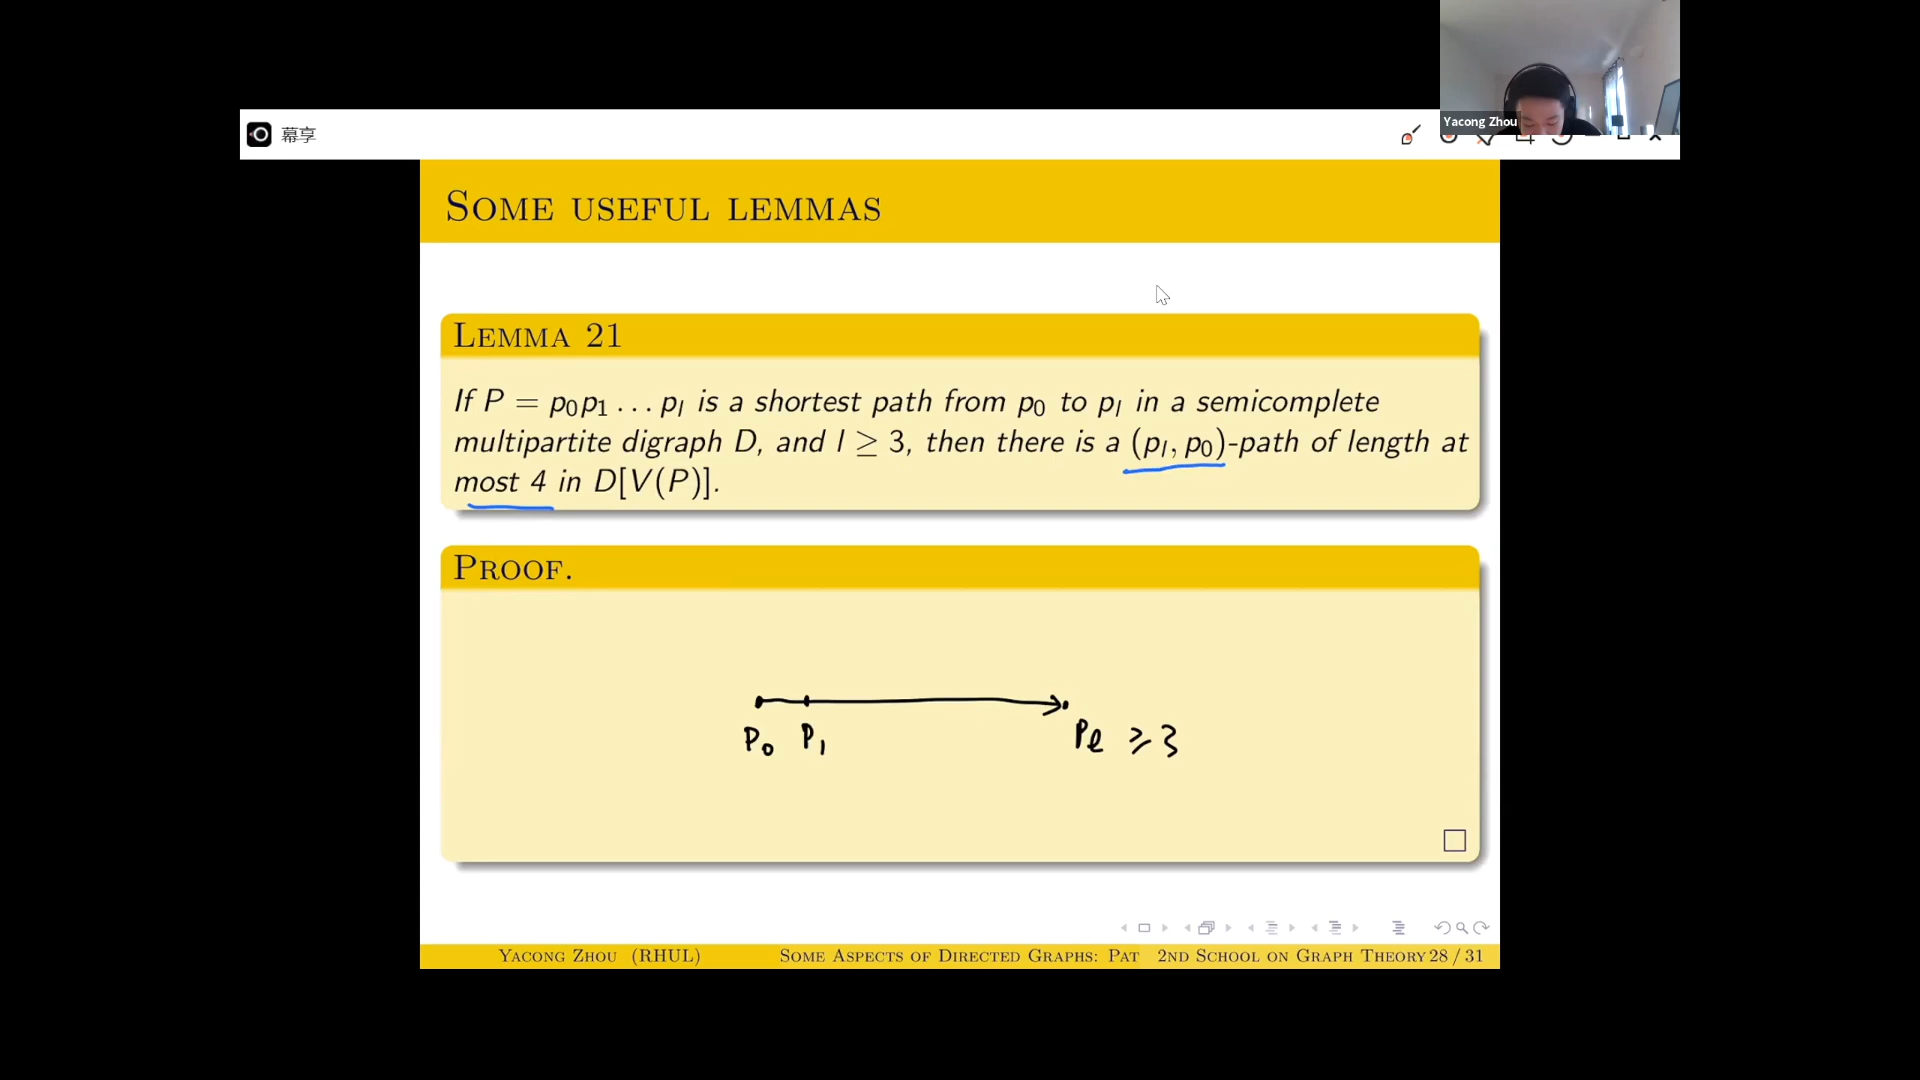 Yacong Zhou
幕享
Some useful lemmas
Lemma 21
If P = p₀p₁ . . . pₗ is a shortest path from p₀ to pₗ in a semicomplete
multipartite digraph D, and l ≥ 3, then there is a (pₗ, p₀)-path of length at
most 4 in D[V(P)].
Proof.
P₀ P₁ Pℓ ≥ 3
Yacong Zhou (RHUL) Some Aspects of Directed Graphs: Pat 2nd School on Graph Theory 28 / 31